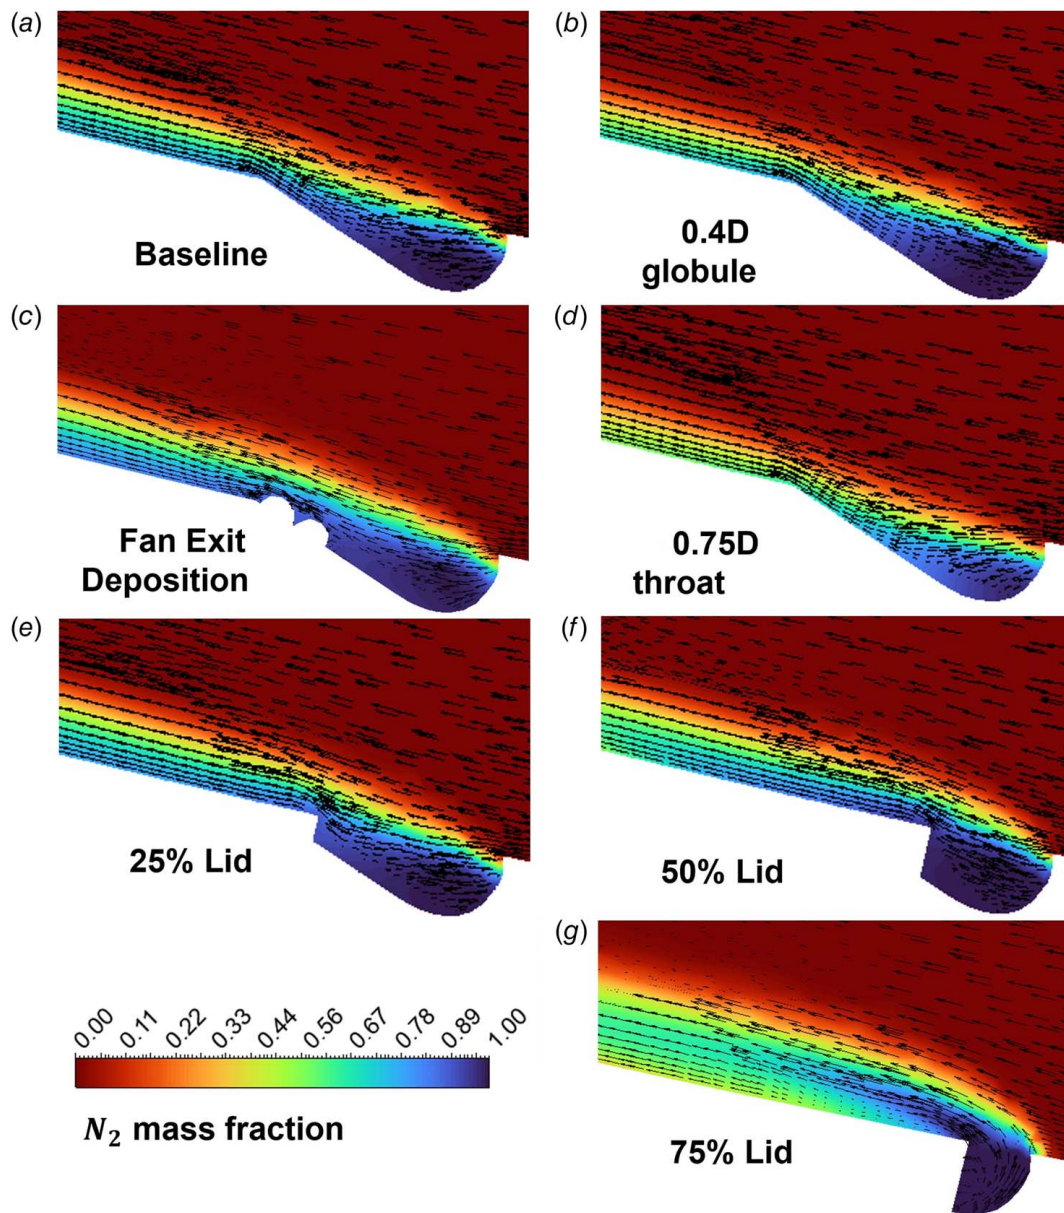 (a)
Baseline
(b)
0.4D
globule
(c)
Fan Exit
Deposition
(d)
0.75D
throat
(e)
25% Lid
(f)
50% Lid
0.00 0.11 0.22 0.33 0.44 0.56 0.67 0.78 0.89 1.00
N₂ mass fraction
(g)
75% Lid